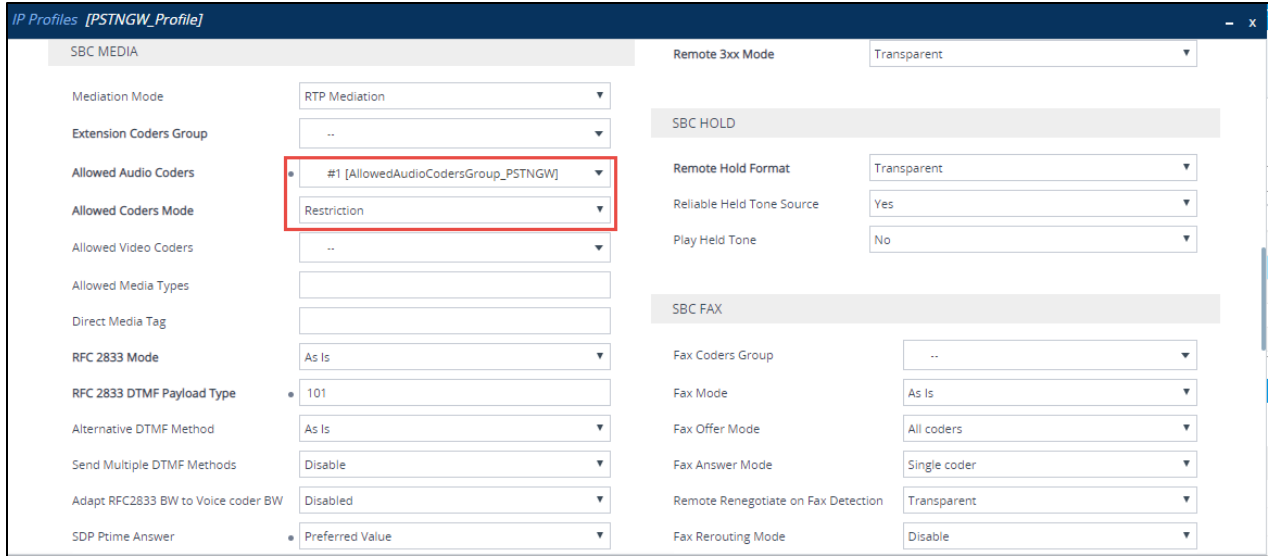 IP Profiles [PSTNGW_Profile] – x
SBC MEDIA
Mediation Mode RTP Mediation
Extension Coders Group --
Allowed Audio Coders #1 [AllowedAudioCodersGroup_PSTNGW]
Allowed Coders Mode Restriction
Allowed Video Coders --
Allowed Media Types
Direct Media Tag
RFC 2833 Mode As Is
RFC 2833 DTMF Payload Type 101
Alternative DTMF Method As Is
Send Multiple DTMF Methods Disable
Adapt RFC2833 BW to Voice coder BW Disabled
SDP Ptime Answer Preferred Value
Remote 3xx Mode Transparent
SBC HOLD
Remote Hold Format Transparent
Reliable Held Tone Source Yes
Play Held Tone No
SBC FAX
Fax Coders Group --
Fax Mode As Is
Fax Offer Mode All coders
Fax Answer Mode Single coder
Remote Renegotiate on Fax Detection Transparent
Fax Rerouting Mode Disable